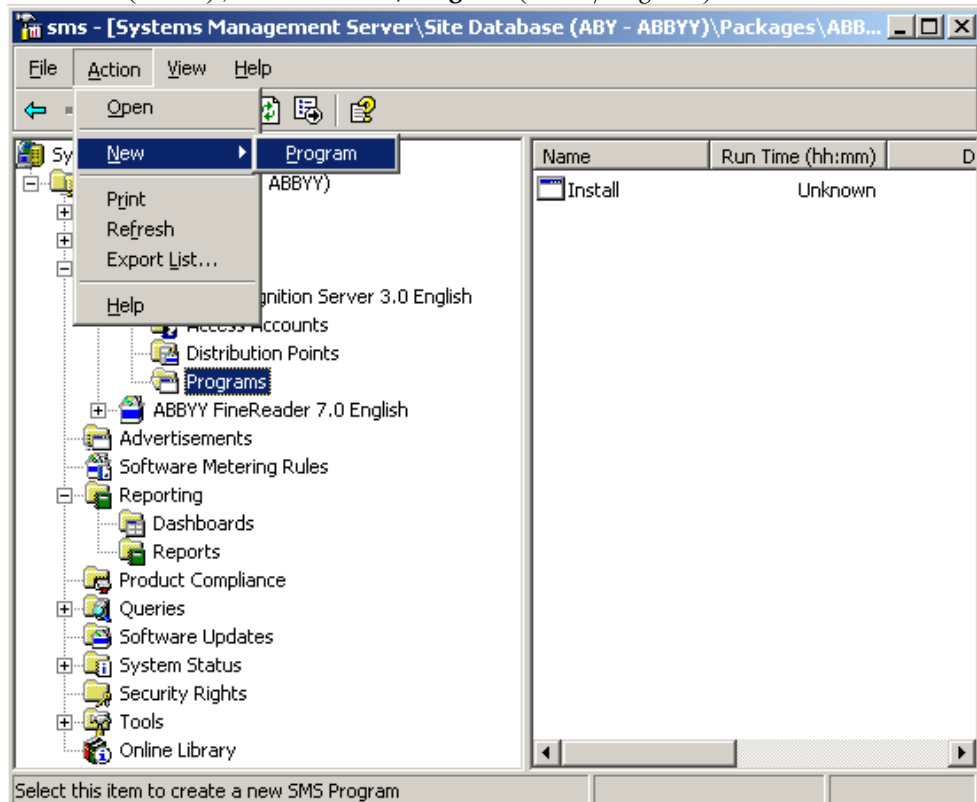 sms - [Systems Management Server\Site Database (ABY - ABBYY)\Packages\ABB...
File Action View Help
Open
New
Program
Print
Refresh
Export List...
Help
Sy
ABBYY)
gnition Server 3.0 English
Access Accounts
Distribution Points
Programs
ABBYY FineReader 7.0 English
Advertisements
Software Metering Rules
Reporting
Dashboards
Reports
Product Compliance
Queries
Software Updates
System Status
Security Rights
Tools
Online Library
Name Run Time (hh:mm) D
Install Unknown
Select this item to create a new SMS Program